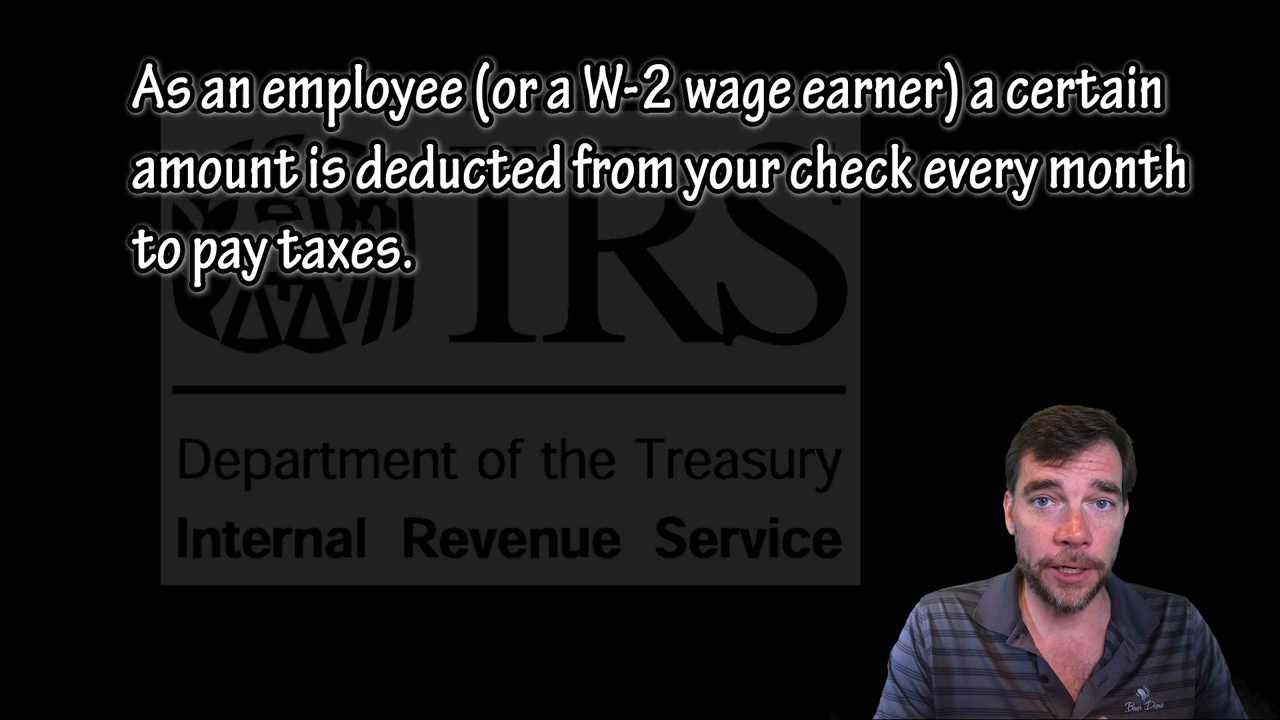 As an employee (or a W-2 wage earner) a certain
amount is deducted from your check every month
to pay taxes.
IRS
Department of the Treasury
Internal Revenue Service